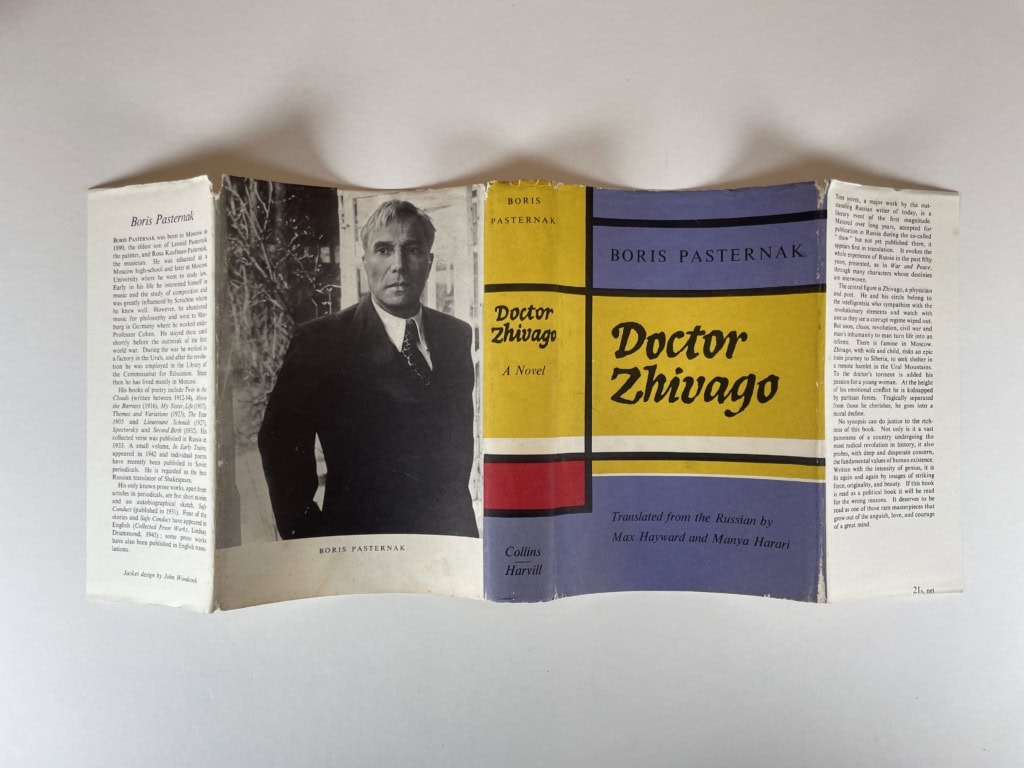 Boris Pasternak
BORIS PASTERNAK was born in Moscow in
1890, the oldest son of Leonid Pasternak
the painter, and Rosa Kaufman-Pasternak,
the musician. He was educated at a
Moscow high-school and later at Moscow
University where he went to study law.
Early in his life he interested himself in
music and the study of composition and
was greatly influenced by Scriabine whom
he knew well. However, he abandoned
music for philosophy and went to Mar-
burg in Germany where he worked under
Professor Cohen. He stayed there until
shortly before the outbreak of the first
world war. During the war he worked in
a factory in the Urals, and after the revolu-
tion he was employed in the Library of
the Commissariat for Education. Since
then he has lived mostly in Moscow.
His books of poetry include Twin in the
Clouds (written between 1912-14), Above
the Barriers (1916), My Sister, Life (1917),
Themes and Variations (1923), The Year
1905 and Lieutenant Schmidt (1927),
Spectorsky and Second Birth (1932). His
collected verse was published in Russia in
1933. A small volume, In Early Trains,
appeared in 1942 and individual poems
have recently been published in Soviet
periodicals. He is regarded as the best
Russian translator of Shakespeare.
His only known prose works, apart from
articles in periodicals, are five short stories
and an autobiographical sketch, Safe
Conduct (published in 1931). Four of the
stories and Safe Conduct have appeared in
English (Collected Prose Works, Lindsay
Drummond, 1945); some prose works
have also been published in English trans-
lations.
Jacket design by John Woodcock
BORIS PASTERNAK
BORIS
PASTERNAK
Doctor
Zhivago
A Novel
Collins
Harvill
BORIS PASTERNAK
Doctor
Zhivago
Translated from the Russian by
Max Hayward and Manya Harari
THIS NOVEL, a major work by the out-
standing Russian writer of today, is a
literary event of the first magnitude.
Matured over long years, accepted for
publication in Russia during the so-called
"thaw" but not yet published there, it
appears first in translation. It evokes the
whole experience of Russia in the past fifty
years, presented, as in War and Peace,
through many characters whose destinies
are interwoven.
The central figure is Zhivago, a physician
and poet. He and his circle belong to
the intelligentsia who sympathize with the
revolutionary elements and watch with
awe as they see a corrupt regime wiped out.
But soon, chaos, revolution, civil war and
man's inhumanity to man turn life into an
inferno. There is famine in Moscow.
Zhivago, with wife and child, risks an epic
train journey to Siberia, to seek shelter in
a remote hamlet in the Ural Mountains.
To the doctor's torment is added his
passion for a young woman. At the height
of his emotional conflict he is kidnapped
by partisan forces. Tragically separated
from those he cherishes, he goes into a
moral decline.
No synopsis can do justice to the rich-
ness of this book. Not only is it a vast
panorama of a country undergoing the
most radical revolution in history, it also
probes, with deep and desperate concern,
the fundamental values of human existence.
Written with the intensity of genius, it is
lit again and again by images of striking
force, originality, and beauty. If this book
is read as a political book it will be read
for the wrong reasons. It deserves to be
read as one of those rare masterpieces that
grow out of the anguish, love, and courage
of a great mind.
21s. net